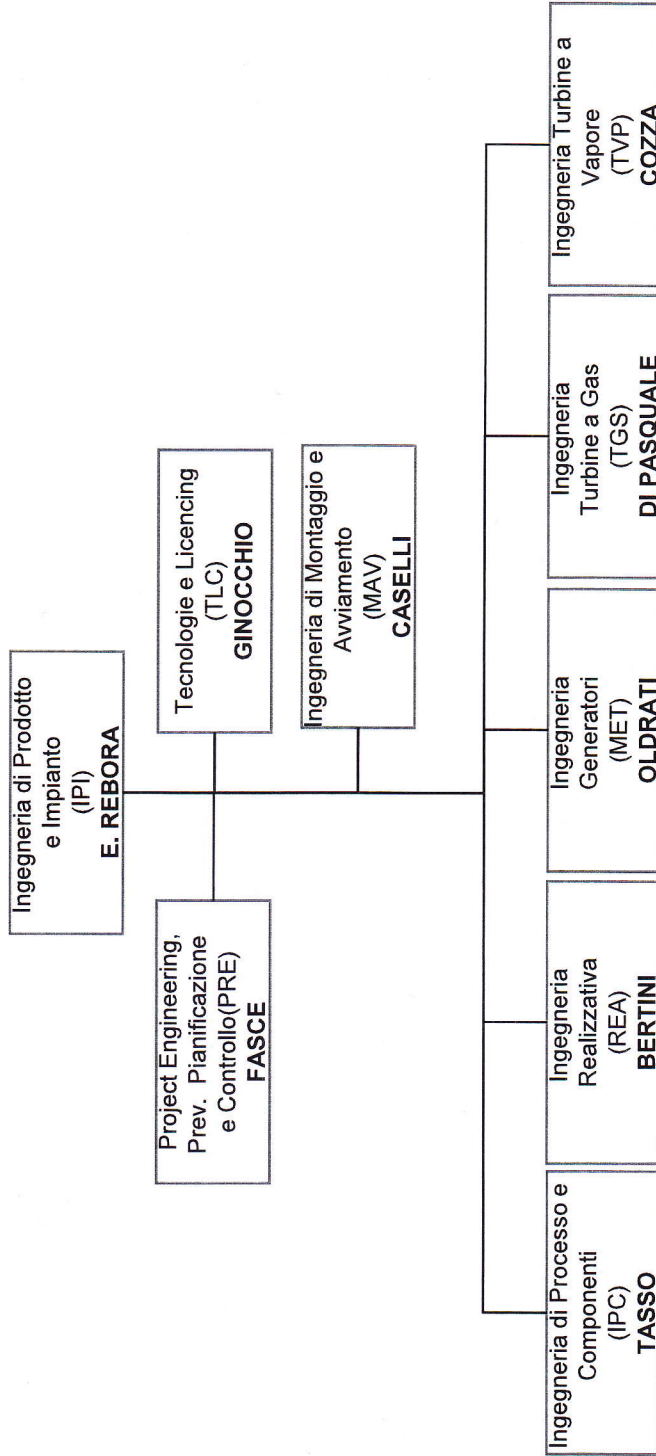 Ingegneria di Prodotto
e Impianto
(IPI)
E. REBORA
Project Engineering,
Prev. Pianificazione
e Controllo(PRE)
FASCE
Tecnologie e Licencing
(TLC)
GINOCCHIO
Ingegneria di Montaggio e
Avviamento
(MAV)
CASELLI
Ingegneria di Processo e
Componenti
(IPC)
TASSO
Ingegneria
Realizzativa
(REA)
BERTINI
Ingegneria
Generatori
(MET)
OLDRATI
Ingegneria
Turbine a Gas
(TGS)
DI PASQUALE
Ingegneria Turbine a
Vapore
(TVP)
COZZA